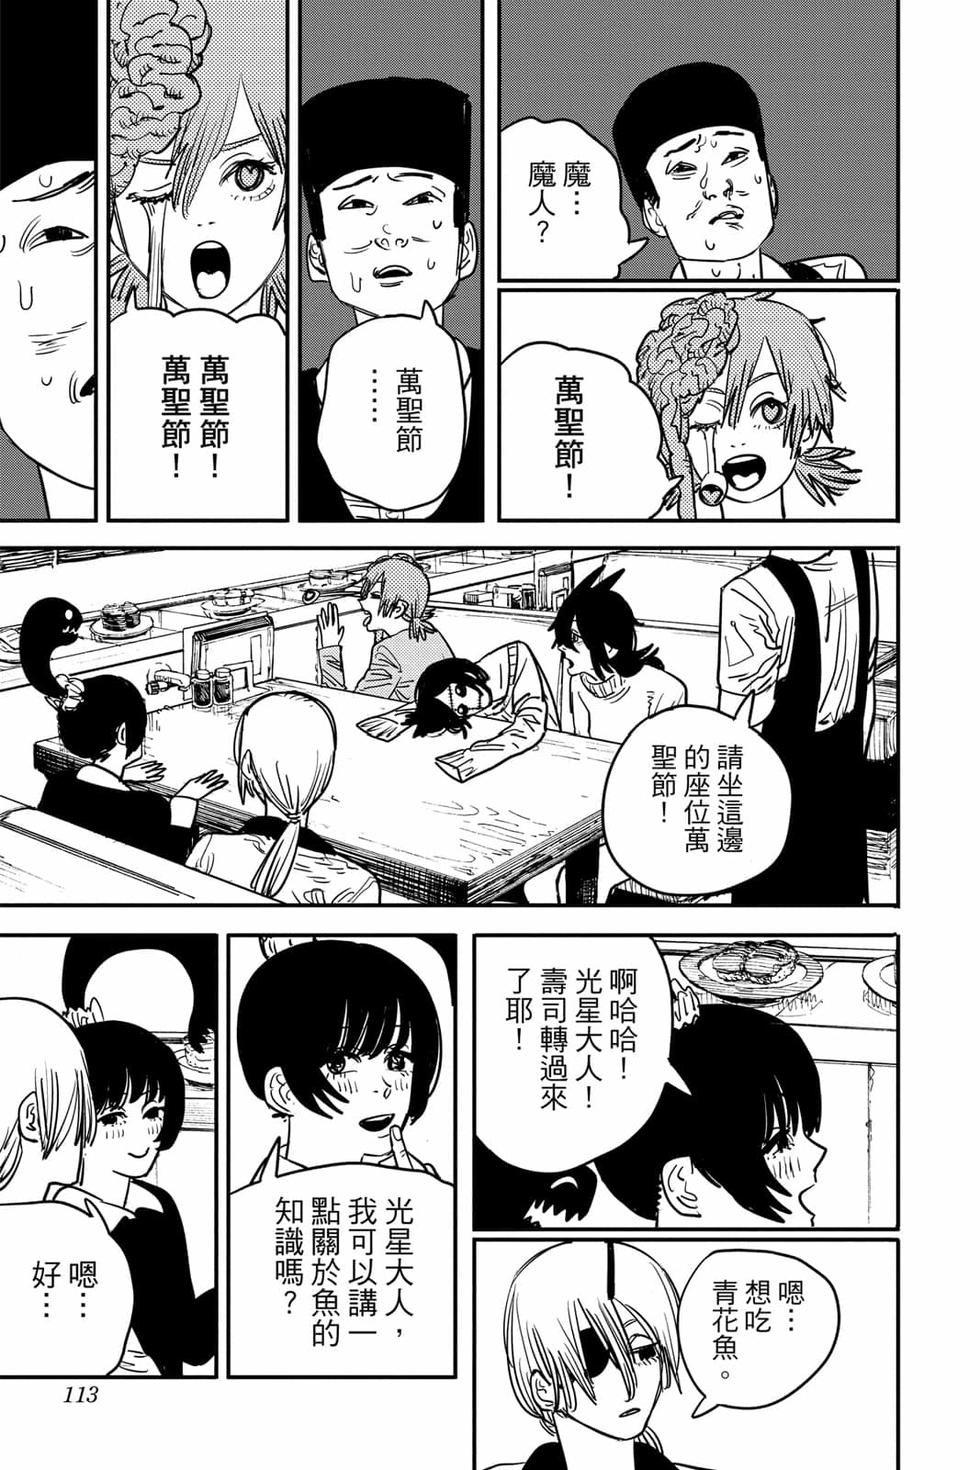 魔⋯
魔人？
萬聖節！
萬聖節
⋯⋯
萬聖節！
萬聖節！
請坐這邊
的座位萬
聖節！
啊哈哈！
光星大人！
壽司轉過來
了耶！
嗯⋯
想吃
青花魚。
光星大人，
我可以講一
點關於魚的
知識嗎？
嗯⋯
好⋯
113